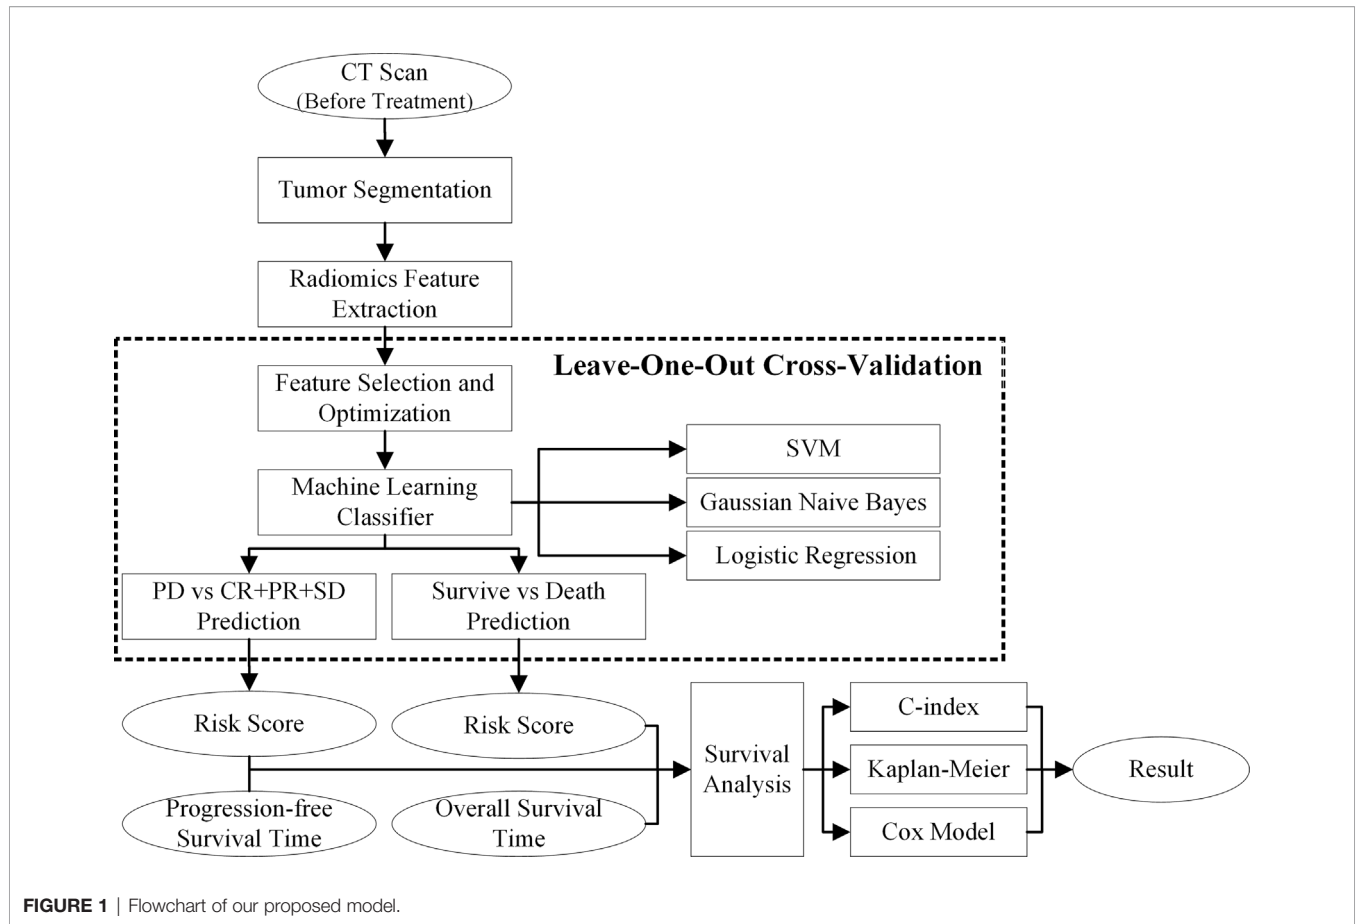 CT Scan
(Before Treatment)
Tumor Segmentation
Radiomics Feature
Extraction
Leave-One-Out Cross-Validation
Feature Selection and
Optimization
Machine Learning
Classifier
SVM
Gaussian Naive Bayes
Logistic Regression
PD vs CR+PR+SD
Prediction
Survive vs Death
Prediction
Risk Score
Risk Score
Progression-free
Survival Time
Overall Survival
Time
Survival
Analysis
C-index
Kaplan-Meier
Cox Model
Result
FIGURE 1 | Flowchart of our proposed model.